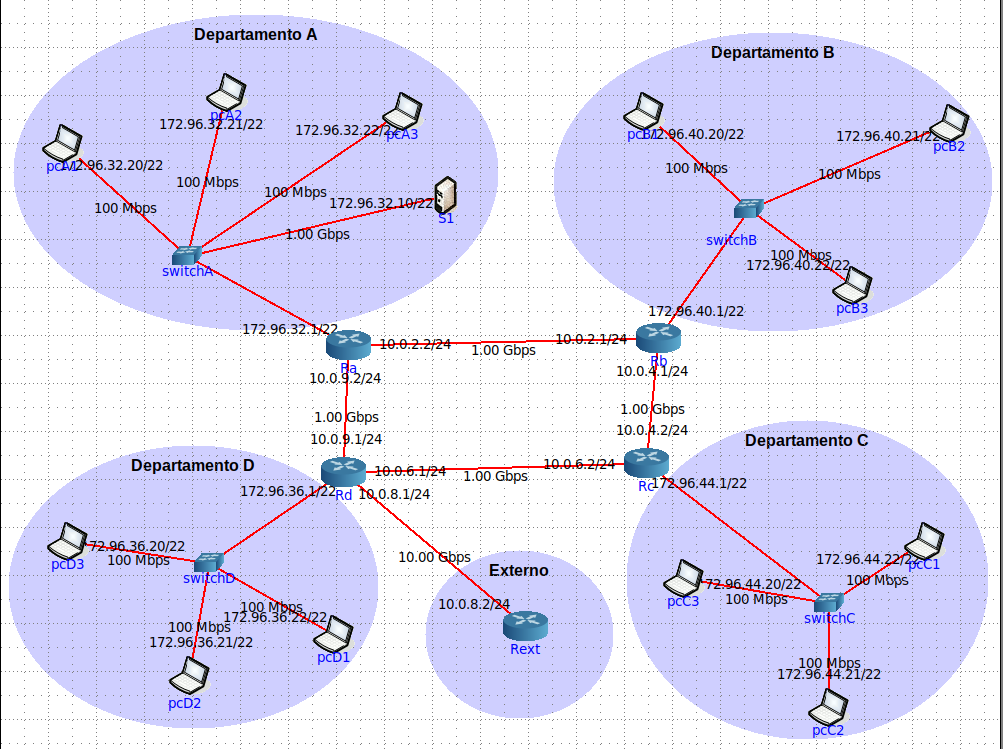 Departamento A
pcA2
172.96.32.21/22
172.96.32.22/22
pcA3
pcA1
72.96.32.20/22
100 Mbps
100 Mbps
100 Mbps
172.96.32.10/22
S1
1.00 Gbps
switchA
172.96.32.1/22
Departamento B
pcB1
72.96.40.20/22
172.96.40.21/22
pcB2
100 Mbps
100 Mbps
switchB
100 Mbps
172.96.40.22/22
pcB3
172.96.40.1/22
Ra
10.0.2.2/24
1.00 Gbps
10.0.2.1/24
Rb
10.0.9.2/24
10.0.4.1/24
1.00 Gbps
1.00 Gbps
10.0.9.1/24
10.0.4.2/24
Rd
10.0.6.1/24
1.00 Gbps
10.0.6.2/24
Rc
172.96.44.1/22
172.96.36.1/22
10.0.8.1/24
Departamento D
72.96.36.20/22
pcD3
100 Mbps
switchD
100 Mbps
172.96.36.22/22
100 Mbps
172.96.36.21/22
pcD1
pcD2
10.00 Gbps
Externo
10.0.8.2/24
Rext
Departamento C
172.96.44.22/22
pcC1
100 Mbps
72.96.44.20/22
pcC3
100 Mbps
switchC
100 Mbps
172.96.44.21/22
pcC2